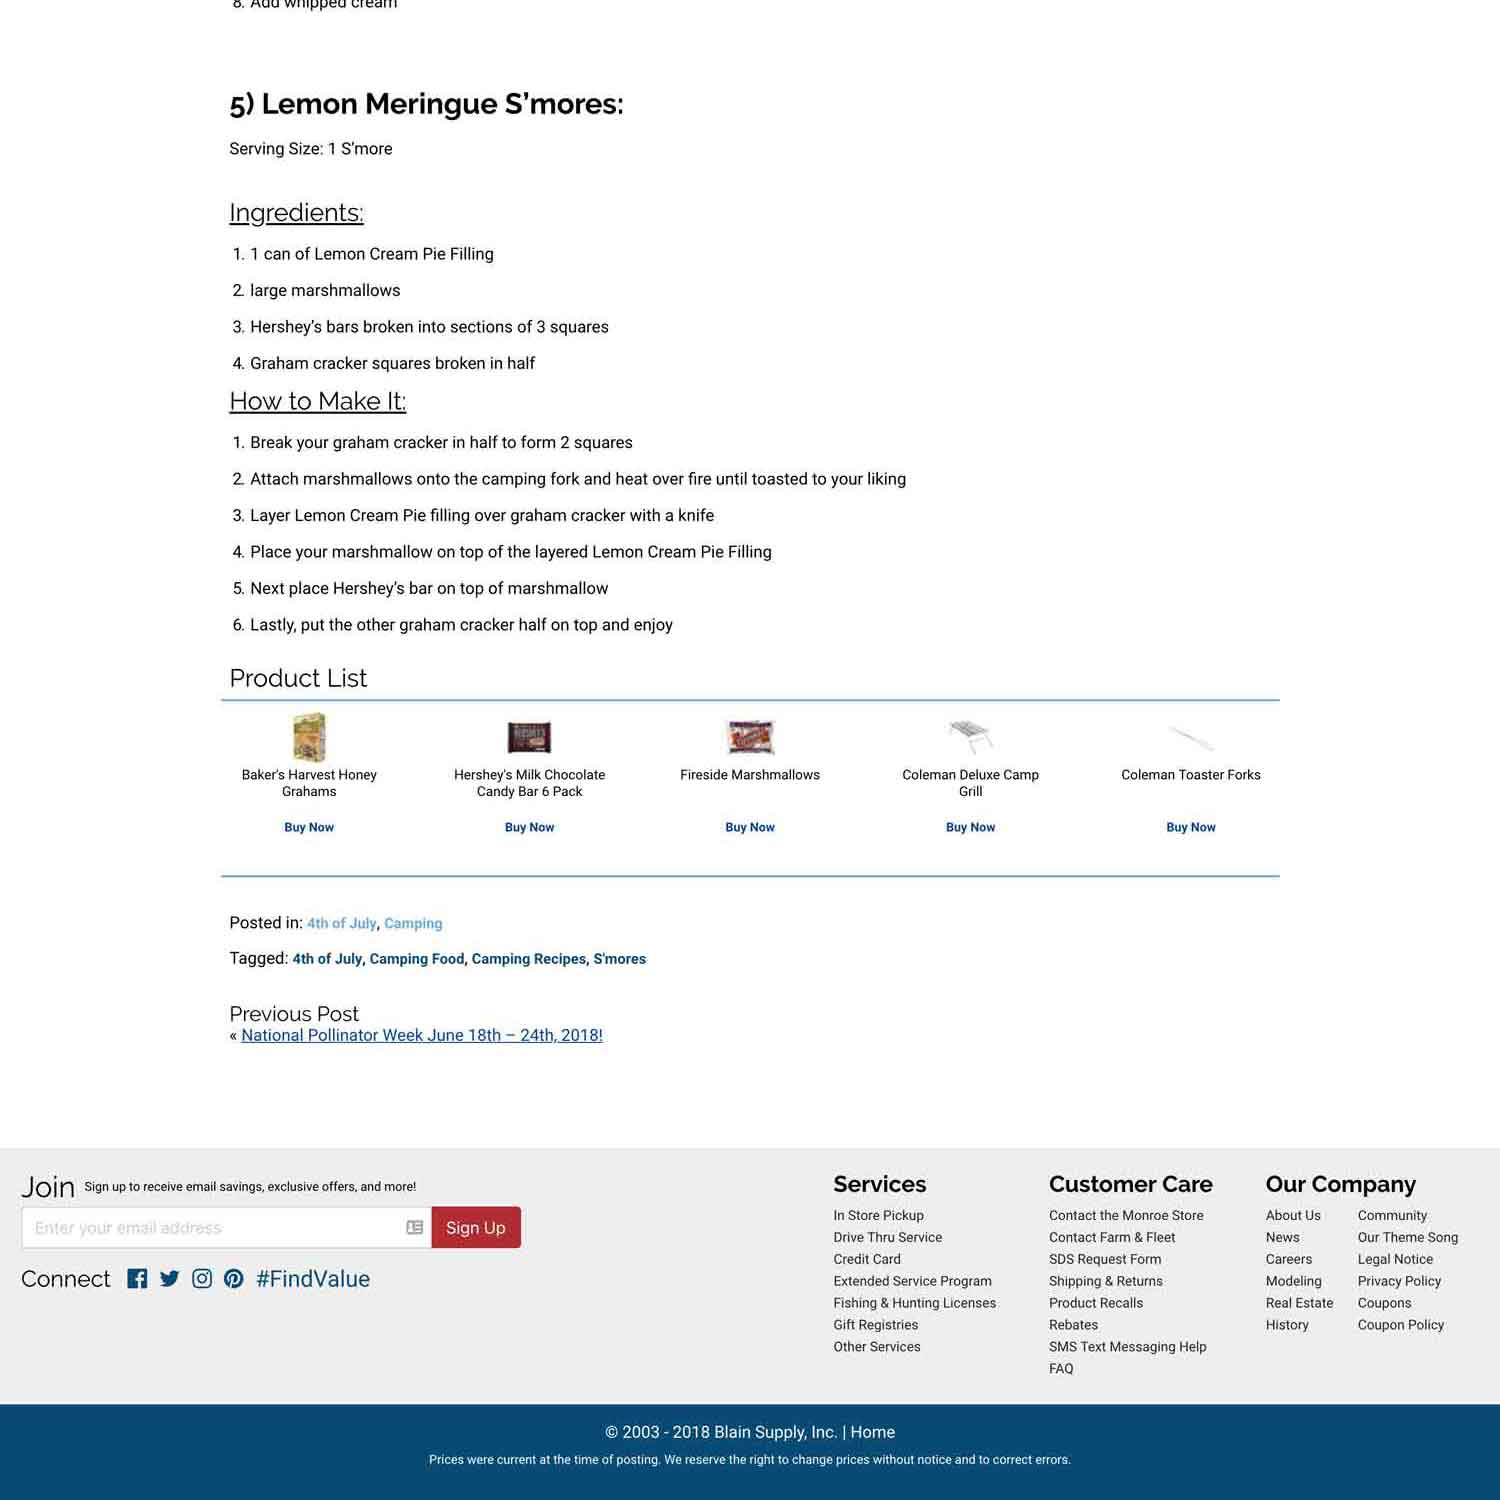 8. Add whipped cream
5) Lemon Meringue S’mores:
Serving Size: 1 S’more
Ingredients:
1. 1 can of Lemon Cream Pie Filling
2. large marshmallows
3. Hershey’s bars broken into sections of 3 squares
4. Graham cracker squares broken in half
How to Make It:
1. Break your graham cracker in half to form 2 squares
2. Attach marshmallows onto the camping fork and heat over fire until toasted to your liking
3. Layer Lemon Cream Pie filling over graham cracker with a knife
4. Place your marshmallow on top of the layered Lemon Cream Pie Filling
5. Next place Hershey’s bar on top of marshmallow
6. Lastly, put the other graham cracker half on top and enjoy
Product List
HERSHEY'S
Baker's Harvest Honey
Grahams
Buy Now
Hershey's Milk Chocolate
Candy Bar 6 Pack
Buy Now
Fireside Marshmallows
Buy Now
Coleman Deluxe Camp
Grill
Buy Now
Coleman Toaster Forks
Buy Now
Posted in: 4th of July, Camping
Tagged: 4th of July, Camping Food, Camping Recipes, S'mores
Previous Post
« National Pollinator Week June 18th – 24th, 2018!
Join Sign up to receive email savings, exclusive offers, and more!
Enter your email address
Sign Up
Connect #FindValue
Services
In Store Pickup
Drive Thru Service
Credit Card
Extended Service Program
Fishing & Hunting Licenses
Gift Registries
Other Services
Customer Care
Contact the Monroe Store
Contact Farm & Fleet
SDS Request Form
Shipping & Returns
Product Recalls
Rebates
SMS Text Messaging Help
FAQ
Our Company
About Us
News
Careers
Modeling
Real Estate
History
Community
Our Theme Song
Legal Notice
Privacy Policy
Coupons
Coupon Policy
© 2003 - 2018 Blain Supply, Inc. | Home
Prices were current at the time of posting. We reserve the right to change prices without notice and to correct errors.